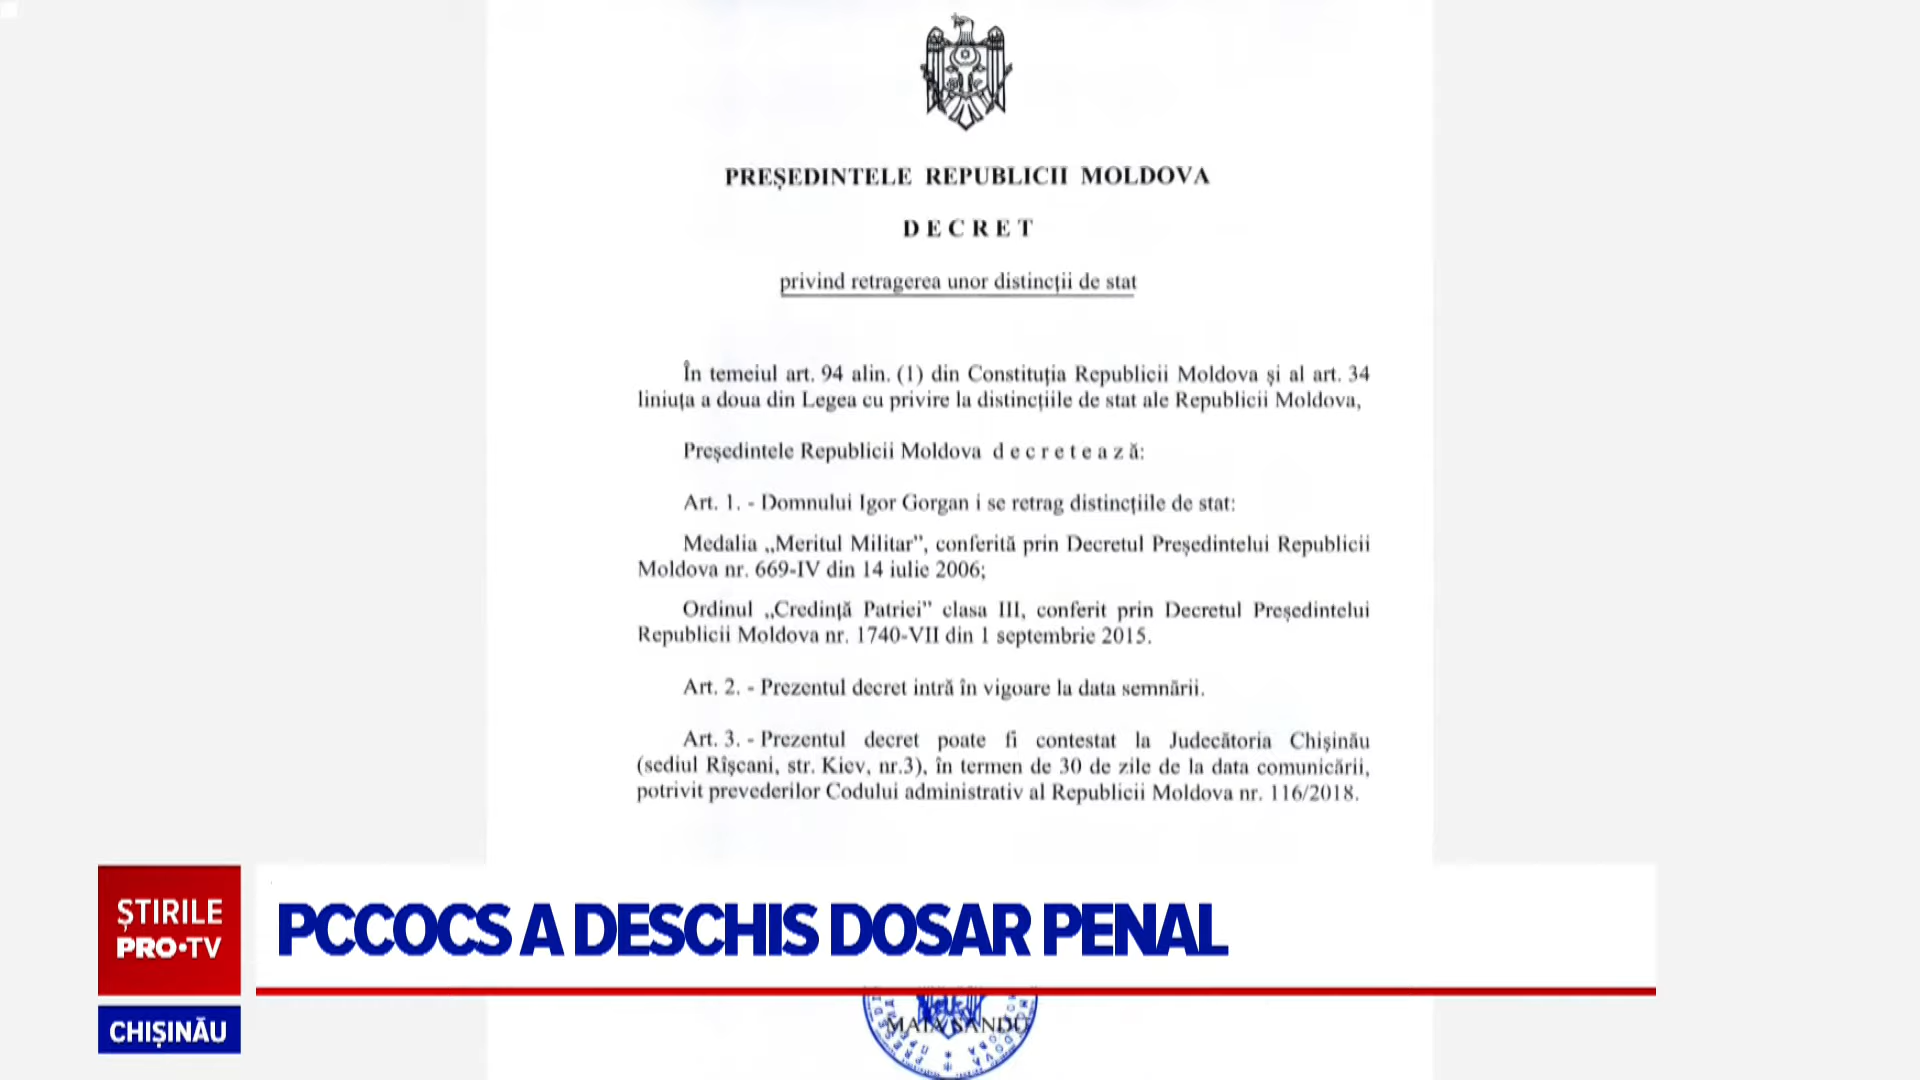 PREȘEDINTELE REPUBLICII MOLDOVA
DECRET
privind retragerea unor distincții de stat
În temeiul art. 94 alin. (1) din Constituția Republicii Moldova și al art. 34
liniuța a doua din Legea cu privire la distincțiile de stat ale Republicii Moldova,
Președintele Republicii Moldova decretează:
Art. 1. - Domnului Igor Gorgan i se retrag distincțiile de stat:
Medalia „Meritul Militar”, conferită prin Decretul Președintelui Republicii
Moldova nr. 669-IV din 14 iulie 2006;
Ordinul „Credință Patriei” clasa III, conferit prin Decretul Președintelui
Republicii Moldova nr. 1740-VII din 1 septembrie 2015.
Art. 2. - Prezentul decret intră în vigoare la data semnării.
Art. 3. - Prezentul decret poate fi contestat la Judecătoria Chișinău
(sediul Rîșcani, str. Kiev, nr.3), în termen de 30 de zile de la data comunicării,
potrivit prevederilor Codului administrativ al Republicii Moldova nr. 116/2018.
ȘTIRILE
PRO•TV
PCCOCS A DESCHIS DOSAR PENAL
CHIȘINĂU
MAIA SANDU